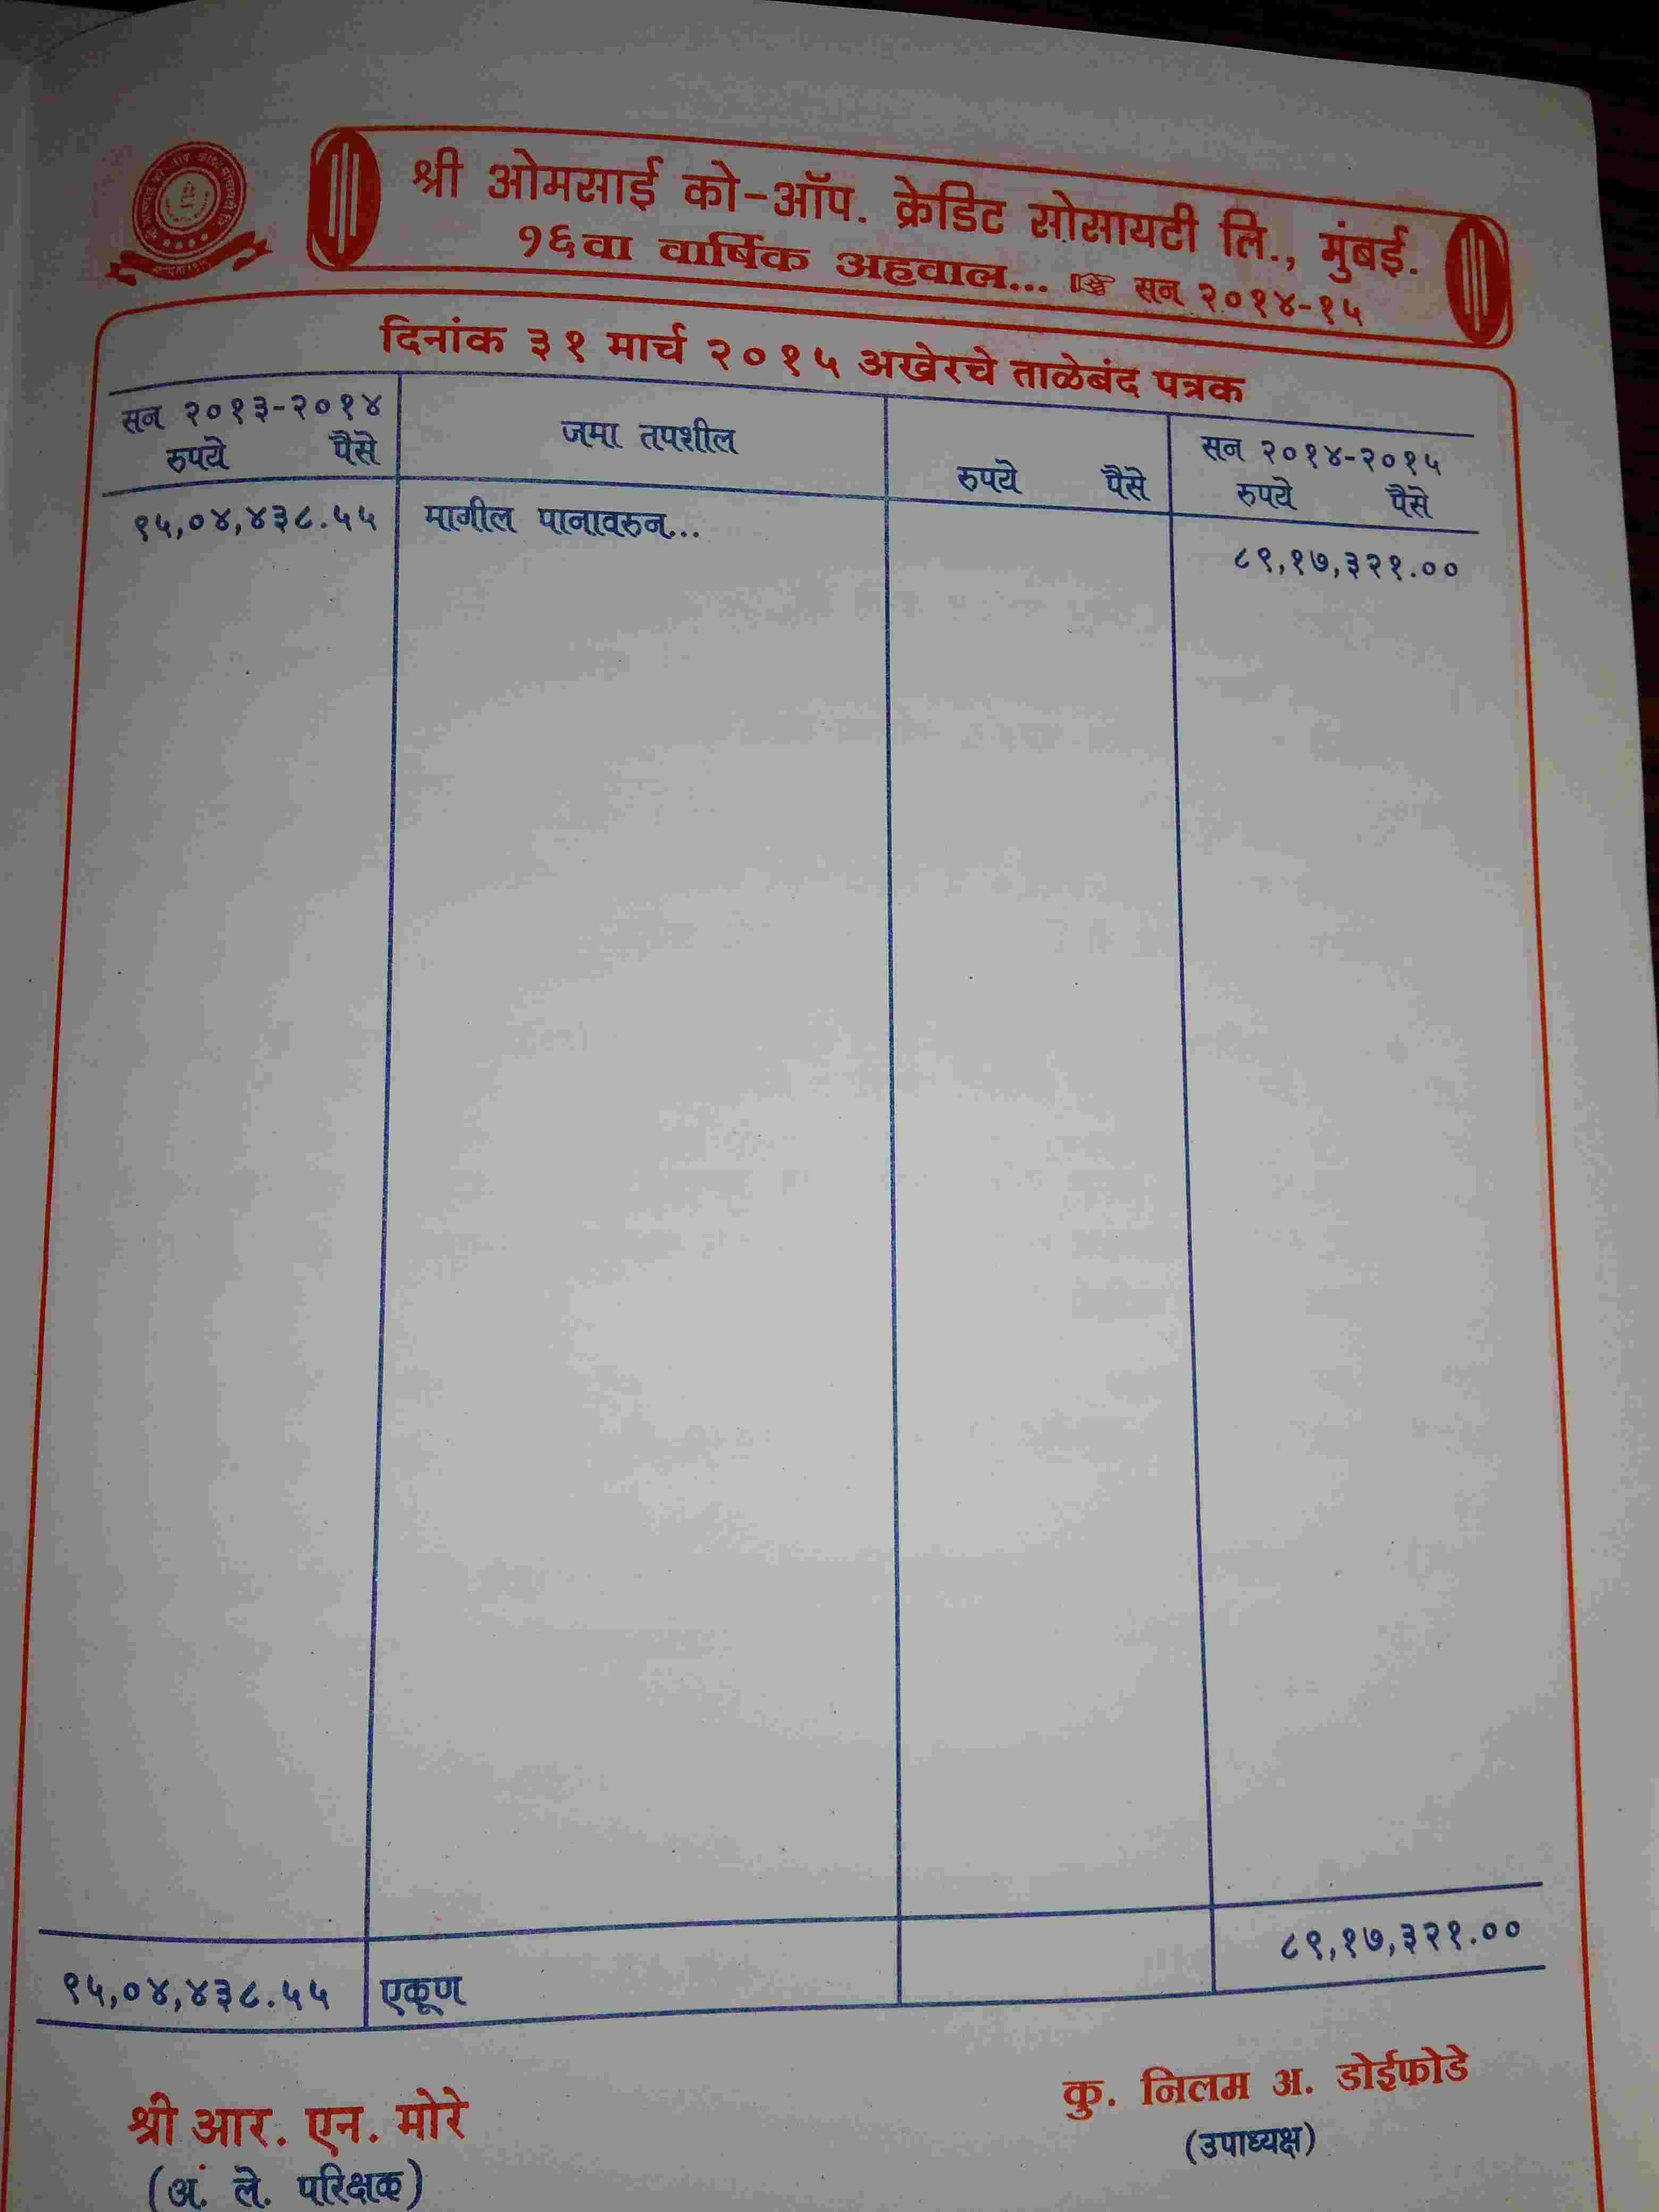 श्री ओमसाई को-ऑप. क्रेडिट सोसायटी लि., मुंबई.
१६वा वार्षिक अहवाल... ☞ सन २०१४-१५
दिनांक ३१ मार्च २०१५ अखेरचे ताळेबंद पत्रक
सन २०१३-२०१४ जमा तपशील सन २०१४-२०१५
रुपये पैसे रुपये पैसे रुपये पैसे
९५,०४,४३८.५५ मागील पानावरुन... ८९,१७,३२१.००
९५,०४,४३८.५५ एकूण ८९,१७,३२१.००
श्री आर. एन. मोरे कु. निलम अ. डोईफोडे
(अं. ले. परिक्षक) (उपाध्यक्ष)